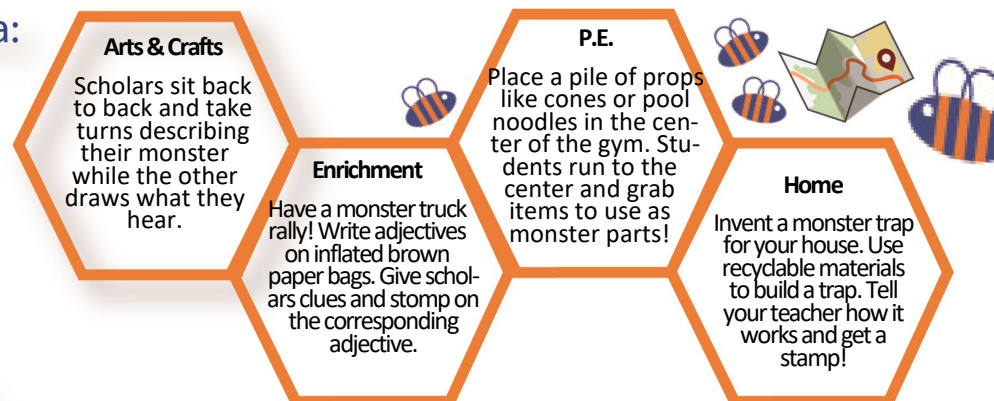 a:
Arts & Crafts
Scholars sit back
to back and take
turns describing
their monster
while the other
draws what they
hear.
Enrichment
Have a monster truck
rally! Write adjectives
on inflated brown
paper bags. Give schol-
ars clues and stomp on
the corresponding
adjective.
P.E.
Place a pile of props
like cones or pool
noodles in the cen-
ter of the gym. Stu-
dents run to the
center and grab
items to use as
monster parts!
Home
Invent a monster trap
for your house. Use
recyclable materials
to build a trap. Tell
your teacher how it
works and get a
stamp!